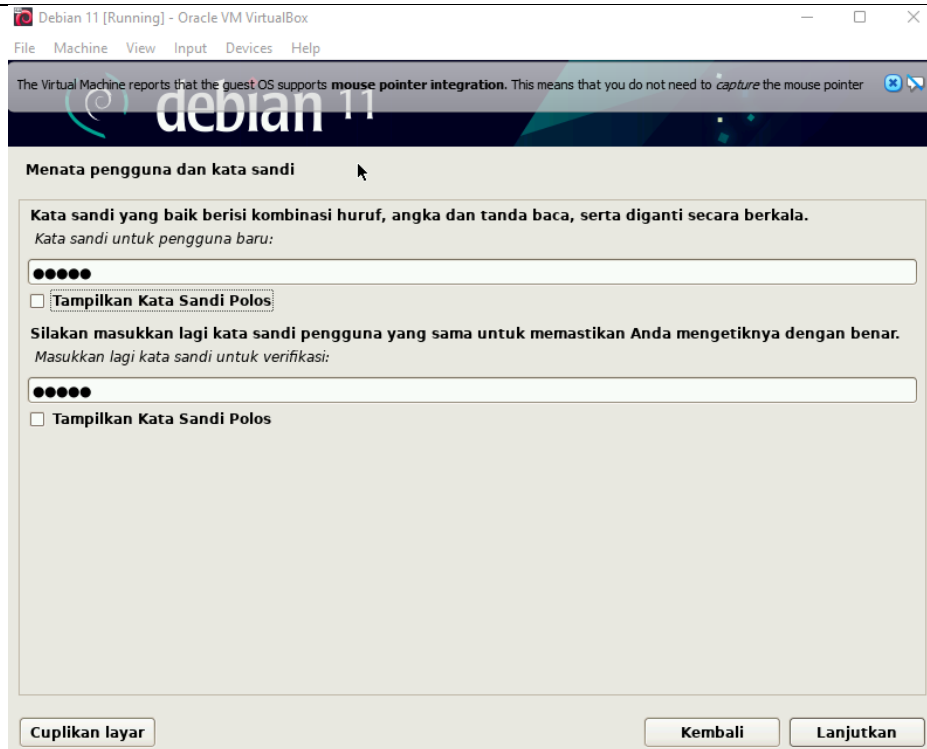 Debian 11 [Running] - Oracle VM VirtualBox
File Machine View Input Devices Help
The Virtual Machine reports that the guest OS supports mouse pointer integration. This means that you do not need to capture the mouse pointer
debian 11
Menata pengguna dan kata sandi
Kata sandi yang baik berisi kombinasi huruf, angka dan tanda baca, serta diganti secara berkala.
Kata sandi untuk pengguna baru:
●●●●●
Tampilkan Kata Sandi Polos
Silakan masukkan lagi kata sandi pengguna yang sama untuk memastikan Anda mengetiknya dengan benar.
Masukkan lagi kata sandi untuk verifikasi:
●●●●●
Tampilkan Kata Sandi Polos
Cuplikan layar Kembali Lanjutkan